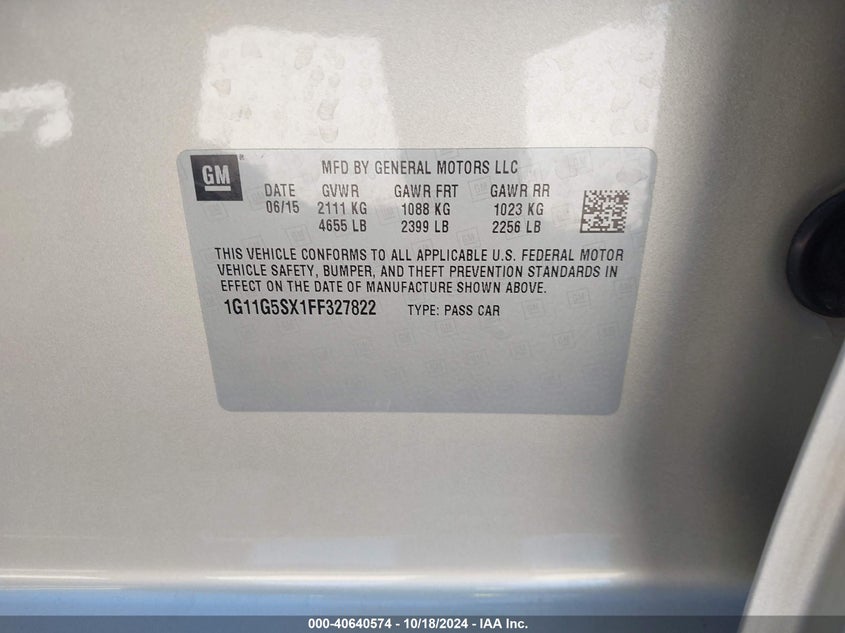 GM
MFD BY GENERAL MOTORS LLC
DATE GVWR GAWR FRT GAWR RR
06/15 2111 KG 1088 KG 1023 KG
4655 LB 2399 LB 2256 LB
THIS VEHICLE CONFORMS TO ALL APPLICABLE U.S. FEDERAL MOTOR
VEHICLE SAFETY, BUMPER, AND THEFT PREVENTION STANDARDS IN
EFFECT ON THE DATE OF MANUFACTURE SHOWN ABOVE.
1G11G5SX1FF327822 TYPE: PASS CAR
000-40640574 - 10/18/2024 - IAA Inc.